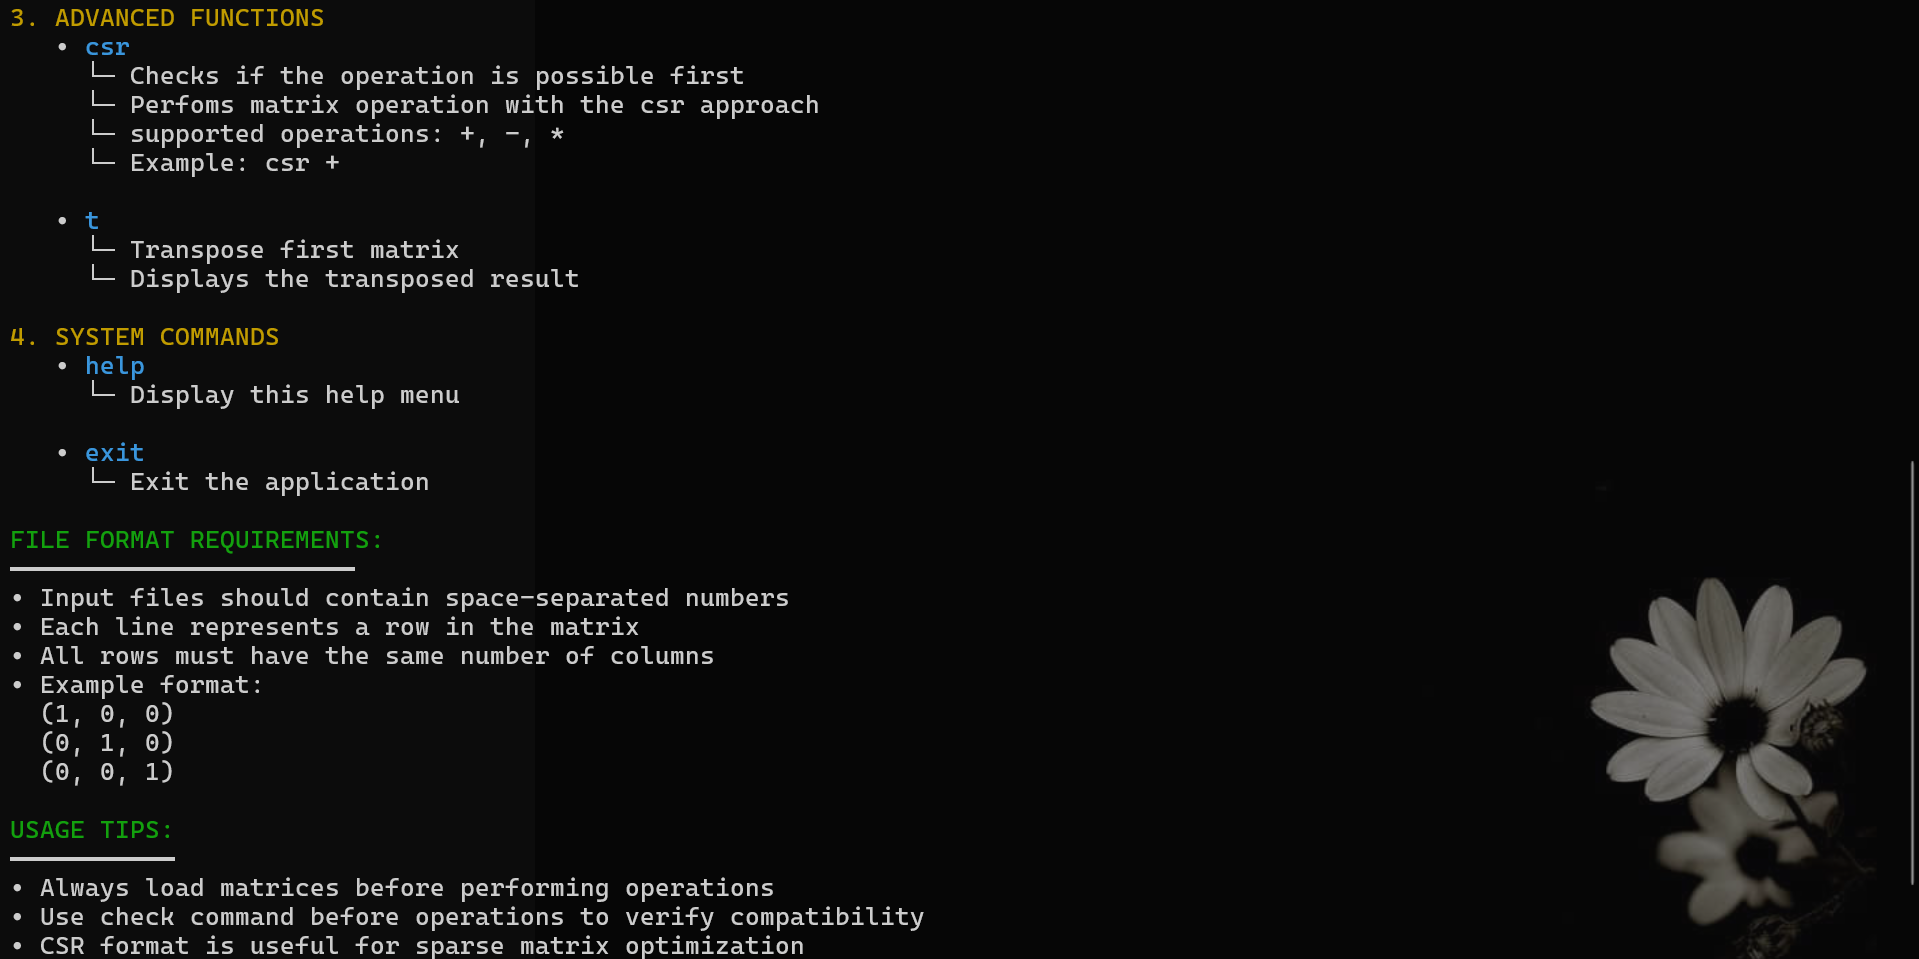 3. ADVANCED FUNCTIONS
• csr
└─ Checks if the operation is possible first
└─ Perfoms matrix operation with the csr approach
└─ supported operations: +, -, *
└─ Example: csr +
• t
└─ Transpose first matrix
└─ Displays the transposed result
4. SYSTEM COMMANDS
• help
└─ Display this help menu
• exit
└─ Exit the application
FILE FORMAT REQUIREMENTS:
• Input files should contain space-separated numbers
• Each line represents a row in the matrix
• All rows must have the same number of columns
• Example format:
(1, 0, 0)
(0, 1, 0)
(0, 0, 1)
USAGE TIPS:
• Always load matrices before performing operations
• Use check command before operations to verify compatibility
• CSR format is useful for sparse matrix optimization